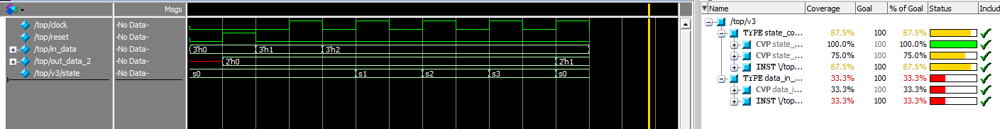 Msgs
/top/clock -No Data-
/top/reset -No Data-
/top/in_data -No Data- 3'h0 3'h1 3'h2
/top/out_data_2 -No Data- 2'h0 2'h1
/top/v3/state -No Data- s0 s1 s2 s3 s0
Name Coverage Goal % of Goal Status Includ
/top/v3
TYPE state_co... 87.5% 100 87.5%
CVP state_... 100.0% 100 100.0%
CVP state_... 75.0% 100 75.0%
INST \/top... 87.5% 100 87.5%
TYPE data_in_... 33.3% 100 33.3%
CVP data_i... 33.3% 100 33.3%
INST \/top... 33.3% 100 33.3%